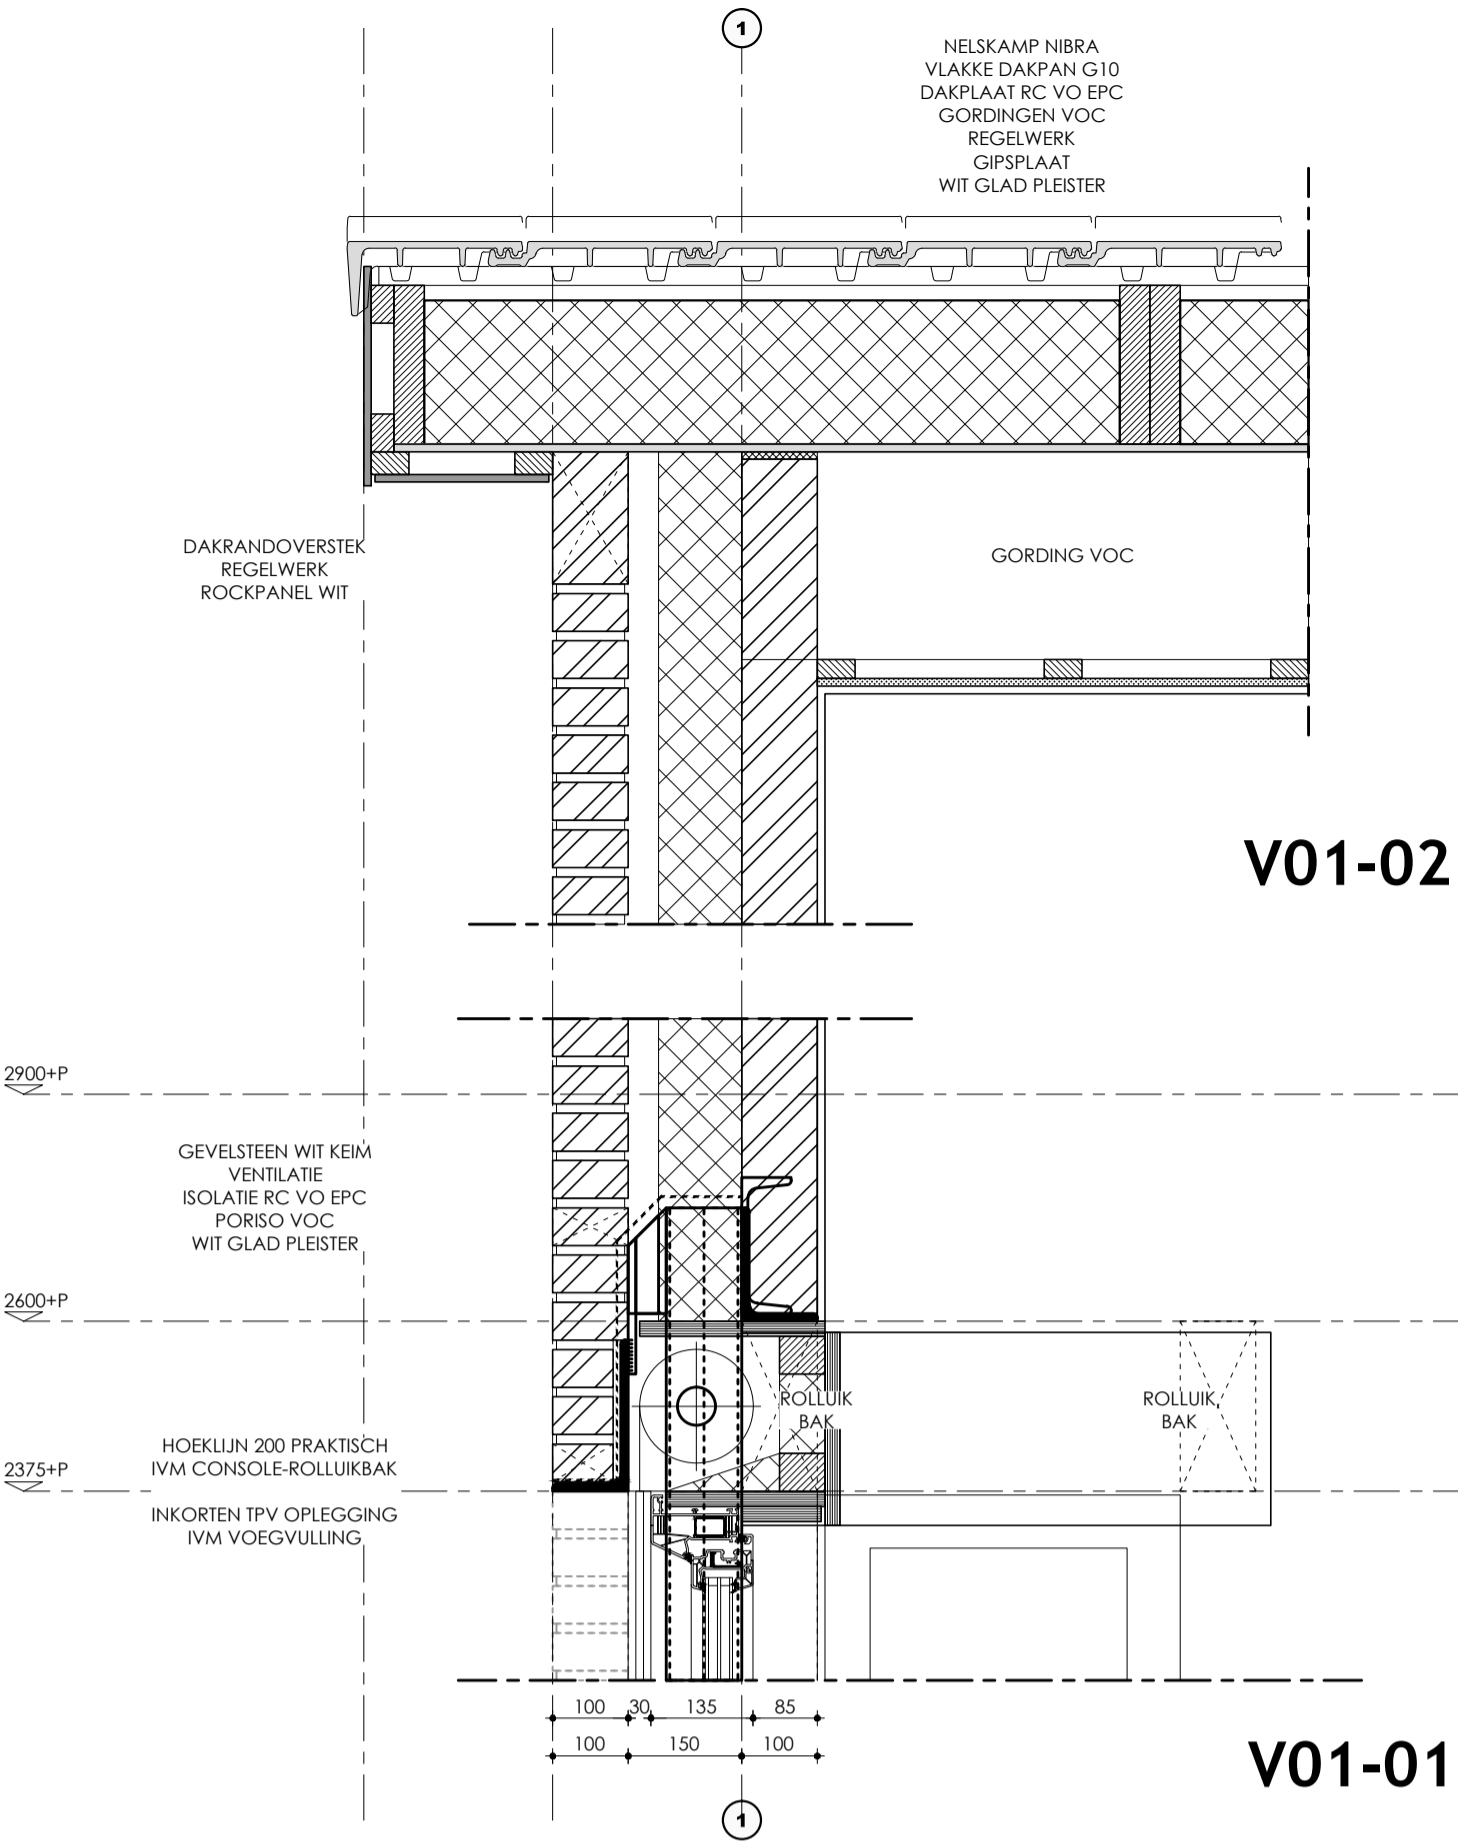 1
NELSKAMP NIBRA
VLAKKE DAKPAN G10
DAKPLAAT RC VO EPC
GORDINGEN VOC
REGELWERK
GIPSPLAAT
WIT GLAD PLEISTER
DAKRANDOVERSTEK
REGELWERK
ROCKPANEL WIT
GORDING VOC
V01-02
2900+P
GEVELSTEEN WIT KEIM
VENTILATIE
ISOLATIE RC VO EPC
PORISO VOC
WIT GLAD PLEISTER
2600+P
ROLLUIK
BAK
ROLLUIK
BAK
HOEKLIJN 200 PRAKTISCH
IVM CONSOLE-ROLLUIKBAK
2375+P
INKORTEN TPV OPLEGGING
IVM VOEGVULLING
100 30 135 85
100 150 100
V01-01
1